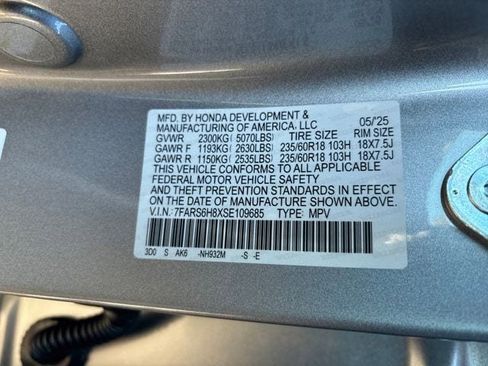 MFD. BY HONDA DEVELOPMENT & 05/'25
MANUFACTURING OF AMERICA, LLC
GVWR 2300KG( 5070LBS) TIRE SIZE RIM SIZE
GAWR F 1193KG( 2630LBS) 235/60R18 103H 18X7.5J
GAWR R 1150KG( 2535LBS) 235/60R18 103H 18X7.5J
THIS VEHICLE CONFORMS TO ALL APPLICABLE
FEDERAL MOTOR VEHICLE SAFETY
AND THEFT PREVENTION STANDARDS IN EFFECT
ON THE DATE OF MANUFACTURE SHOWN ABOVE.
V.I.N.: 7FARS6H8XSE109685 TYPE: MPV
3D0 S AK6 -NH932M -S -E